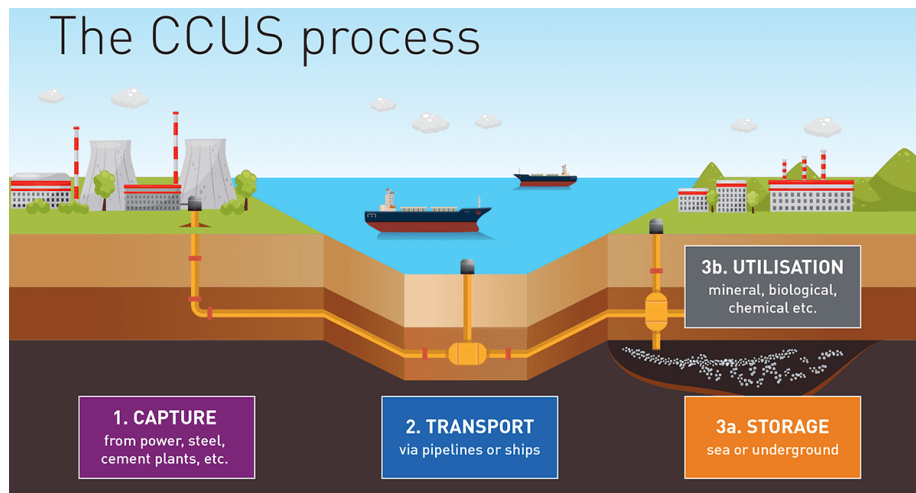 The CCUS process
3b. UTILISATION
mineral, biological,
chemical etc.
1. CAPTURE
from power, steel,
cement plants, etc.
2. TRANSPORT
via pipelines or ships
3a. STORAGE
sea or underground